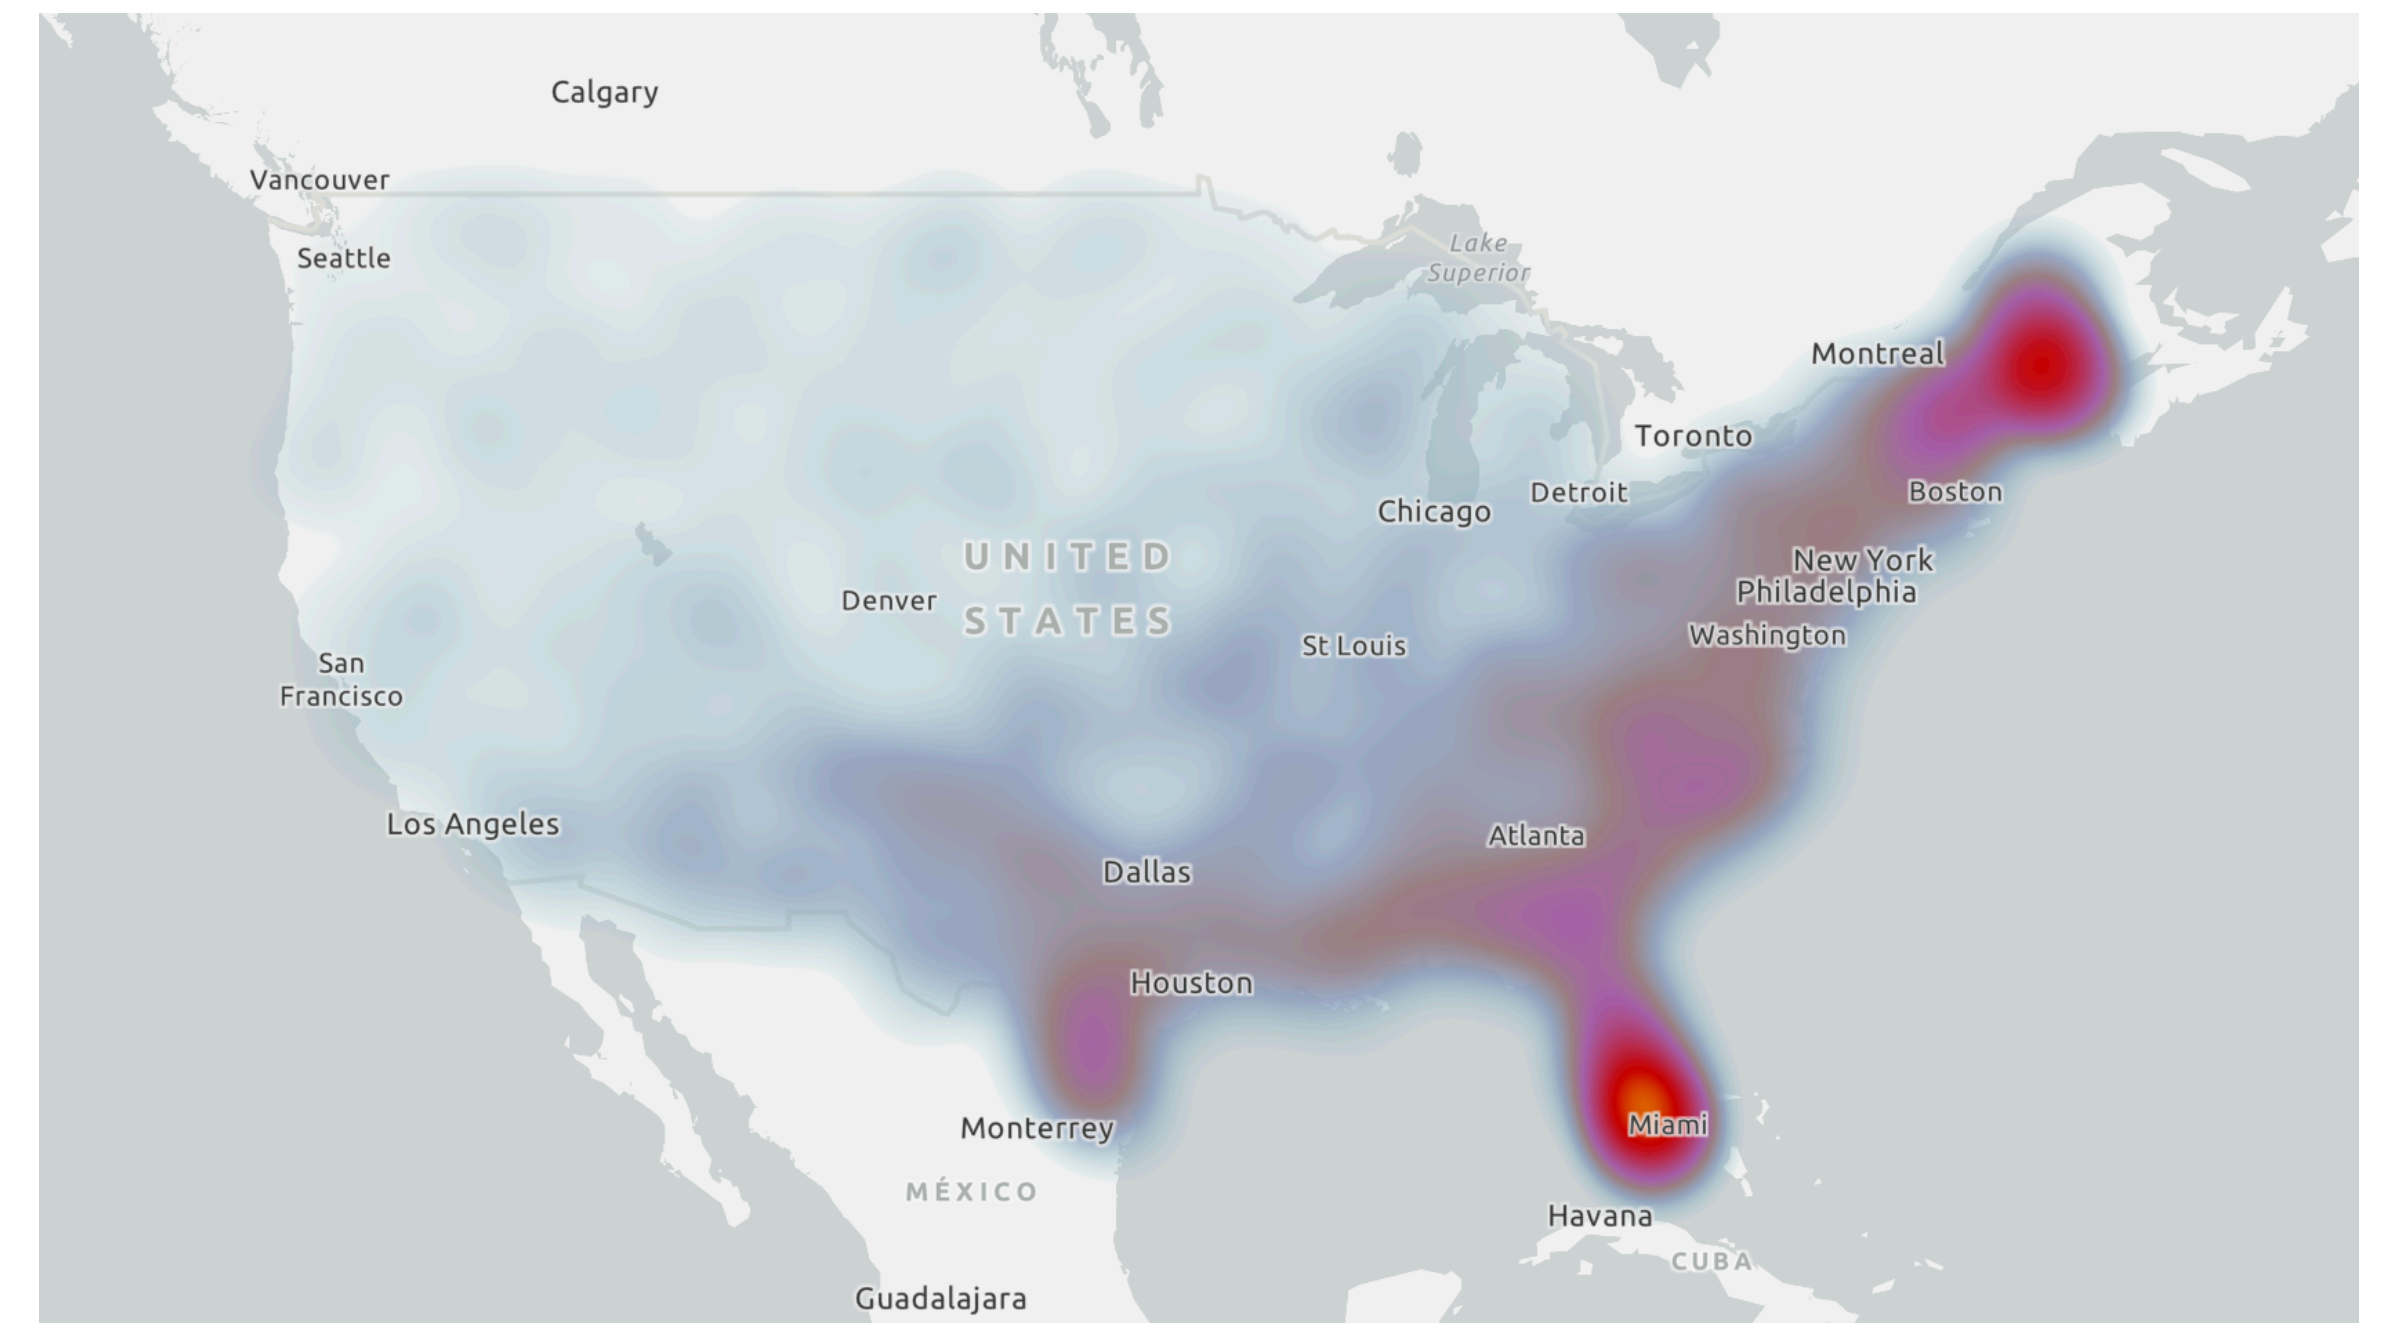 Calgary
Vancouver
Seattle
Lake
Superior
Montreal
Toronto
Detroit
Boston
Chicago
UNITED
STATES
New York
Philadelphia
Denver
Washington
St Louis
San
Francisco
Los Angeles
Atlanta
Dallas
Houston
Monterrey
Miami
MÉXICO
Havana
CUBA
Guadalajara